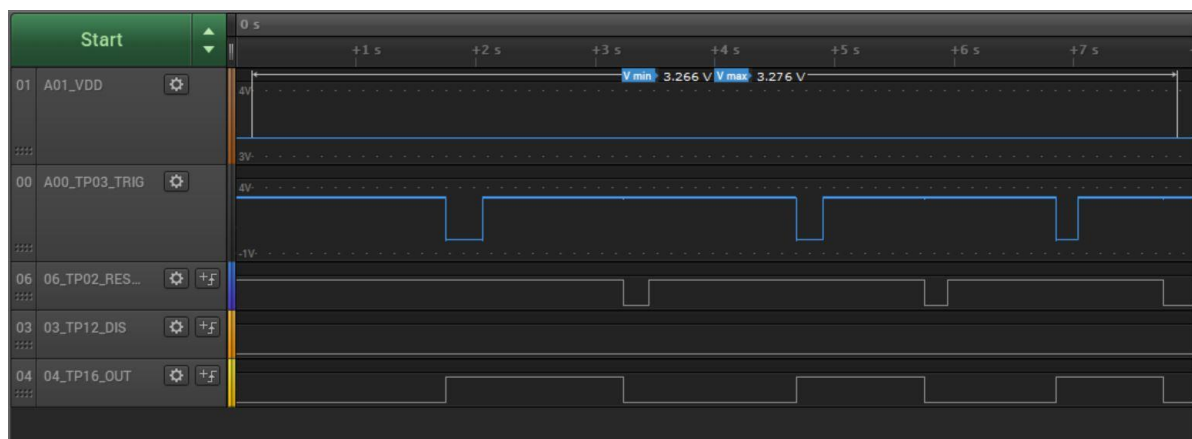 Start
0 s
+1 s +2 s +3 s +4 s +5 s +6 s +7 s
01 A01_VDD
V min 3.266 V V max 3.276 V
4V
3V
00 A00_TP03_TRIG
4V
-1V
06 06_TP02_RES...
03 03_TP12_DIS
04 04_TP16_OUT